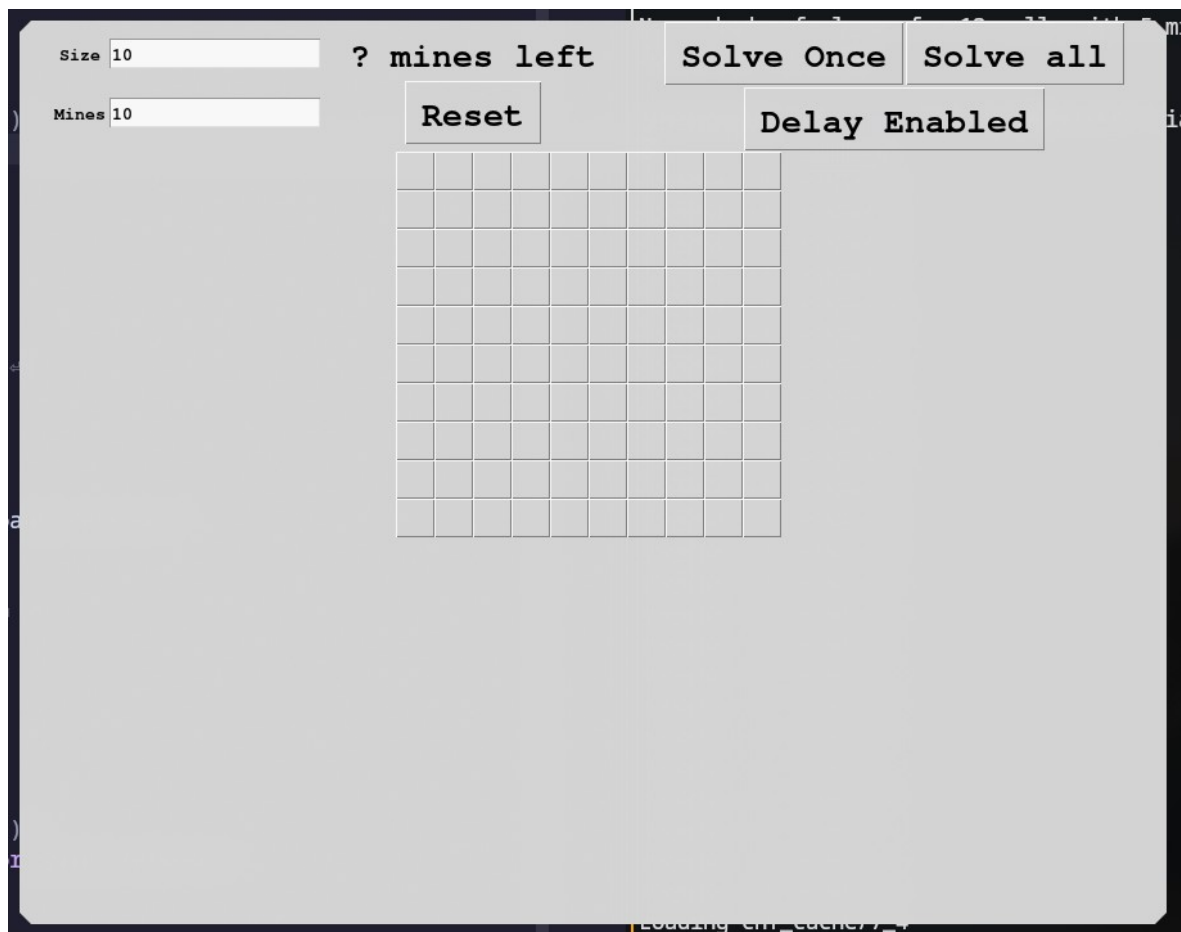 Size 10
? mines left
Solve Once
Solve all
Mines 10
Reset
Delay Enabled